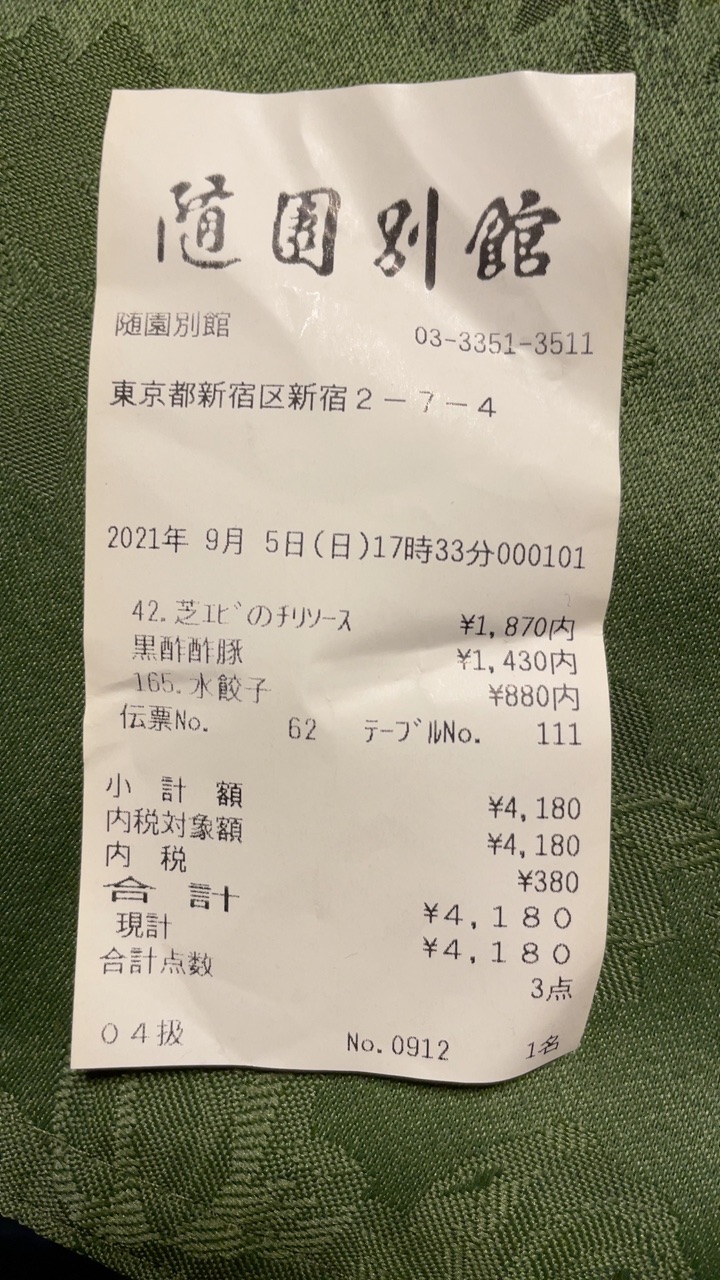 随園別館
随園別館 03-3351-3511
東京都新宿区新宿2-7-4
2021年 9月 5日(日)17時33分000101
42.芝ｴﾋﾞのﾁﾘｿｰｽ ¥1,870内
黒酢酢豚 ¥1,430内
165.水餃子 ¥880内
伝票No. 62 ﾃｰﾌﾞﾙNo. 111
小計額 ¥4,180
内税対象額 ¥4,180
内税 ¥380
合計 ¥4,180
現計 ¥4,180
合計点数 3点
04扱 No.0912 1名